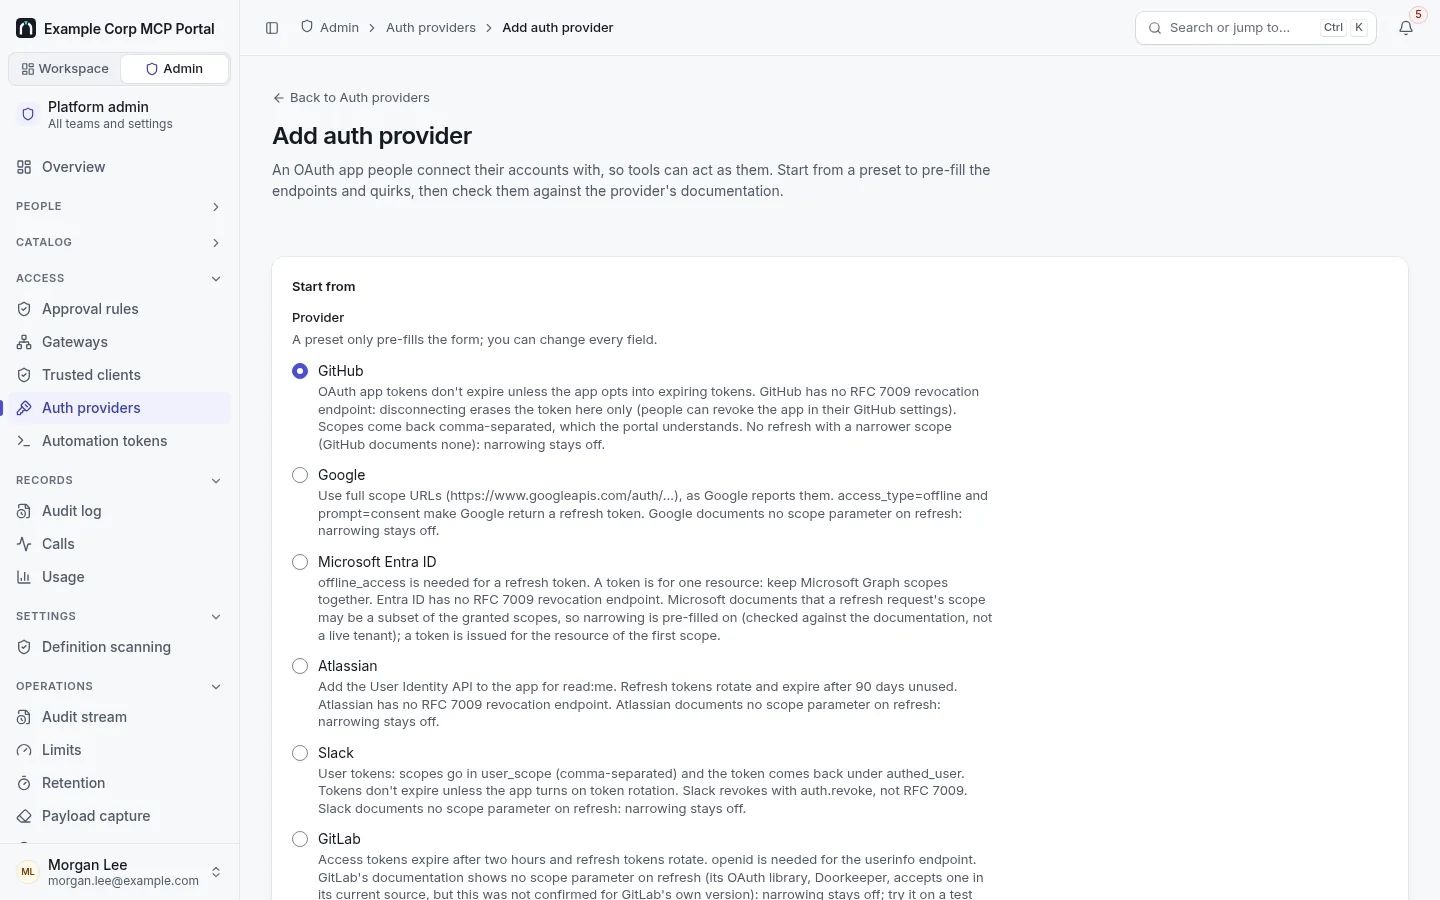 Example Corp MCP Portal
Workspace
Admin
Platform admin
All teams and settings
Overview
PEOPLE
CATALOG
ACCESS
Approval rules
Gateways
Trusted clients
Auth providers
Automation tokens
RECORDS
Audit log
Calls
Usage
SETTINGS
Definition scanning
OPERATIONS
Audit stream
Limits
Retention
Payload capture
ML
Morgan Lee
morgan.lee@example.com
Admin
Auth providers
Add auth provider
Search or jump to...
Ctrl
K
5
Back to Auth providers
Add auth provider
An OAuth app people connect their accounts with, so tools can act as them. Start from a preset to pre-fill the
endpoints and quirks, then check them against the provider's documentation.
Start from
Provider
A preset only pre-fills the form; you can change every field.
GitHub
OAuth app tokens don't expire unless the app opts into expiring tokens. GitHub has no RFC 7009 revocation
endpoint: disconnecting erases the token here only (people can revoke the app in their GitHub settings).
Scopes come back comma-separated, which the portal understands. No refresh with a narrower scope
(GitHub documents none): narrowing stays off.
Google
Use full scope URLs (https://www.googleapis.com/auth/...), as Google reports them. access_type=offline and
prompt=consent make Google return a refresh token. Google documents no scope parameter on refresh:
narrowing stays off.
Microsoft Entra ID
offline_access is needed for a refresh token. A token is for one resource: keep Microsoft Graph scopes
together. Entra ID has no RFC 7009 revocation endpoint. Microsoft documents that a refresh request's scope
may be a subset of the granted scopes, so narrowing is pre-filled on (checked against the documentation, not
a live tenant); a token is issued for the resource of the first scope.
Atlassian
Add the User Identity API to the app for read:me. Refresh tokens rotate and expire after 90 days unused.
Atlassian has no RFC 7009 revocation endpoint. Atlassian documents no scope parameter on refresh:
narrowing stays off.
Slack
User tokens: scopes go in user_scope (comma-separated) and the token comes back under authed_user.
Tokens don't expire unless the app turns on token rotation. Slack revokes with auth.revoke, not RFC 7009.
Slack documents no scope parameter on refresh: narrowing stays off.
GitLab
Access tokens expire after two hours and refresh tokens rotate. openid is needed for the userinfo endpoint.
GitLab's documentation shows no scope parameter on refresh (its OAuth library, Doorkeeper, accepts one in
its current source, but this was not confirmed for GitLab's own version): narrowing stays off; try it on a test